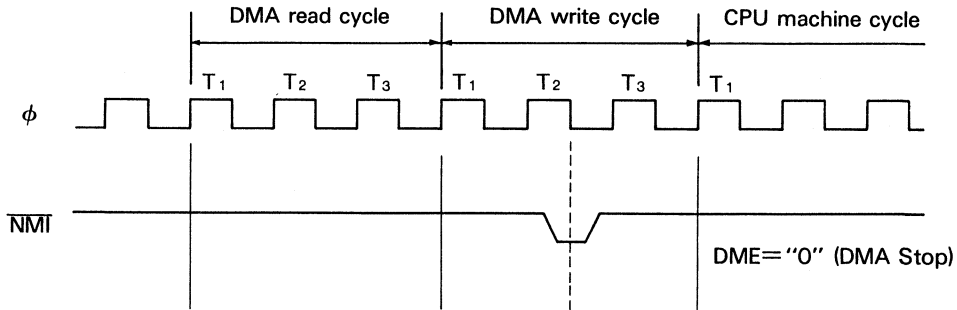 DMA read cycle DMA write cycle CPU machine cycle
T1 T2 T3 T1 T2 T3 T1
ϕ
NMI
DME="0" (DMA Stop)